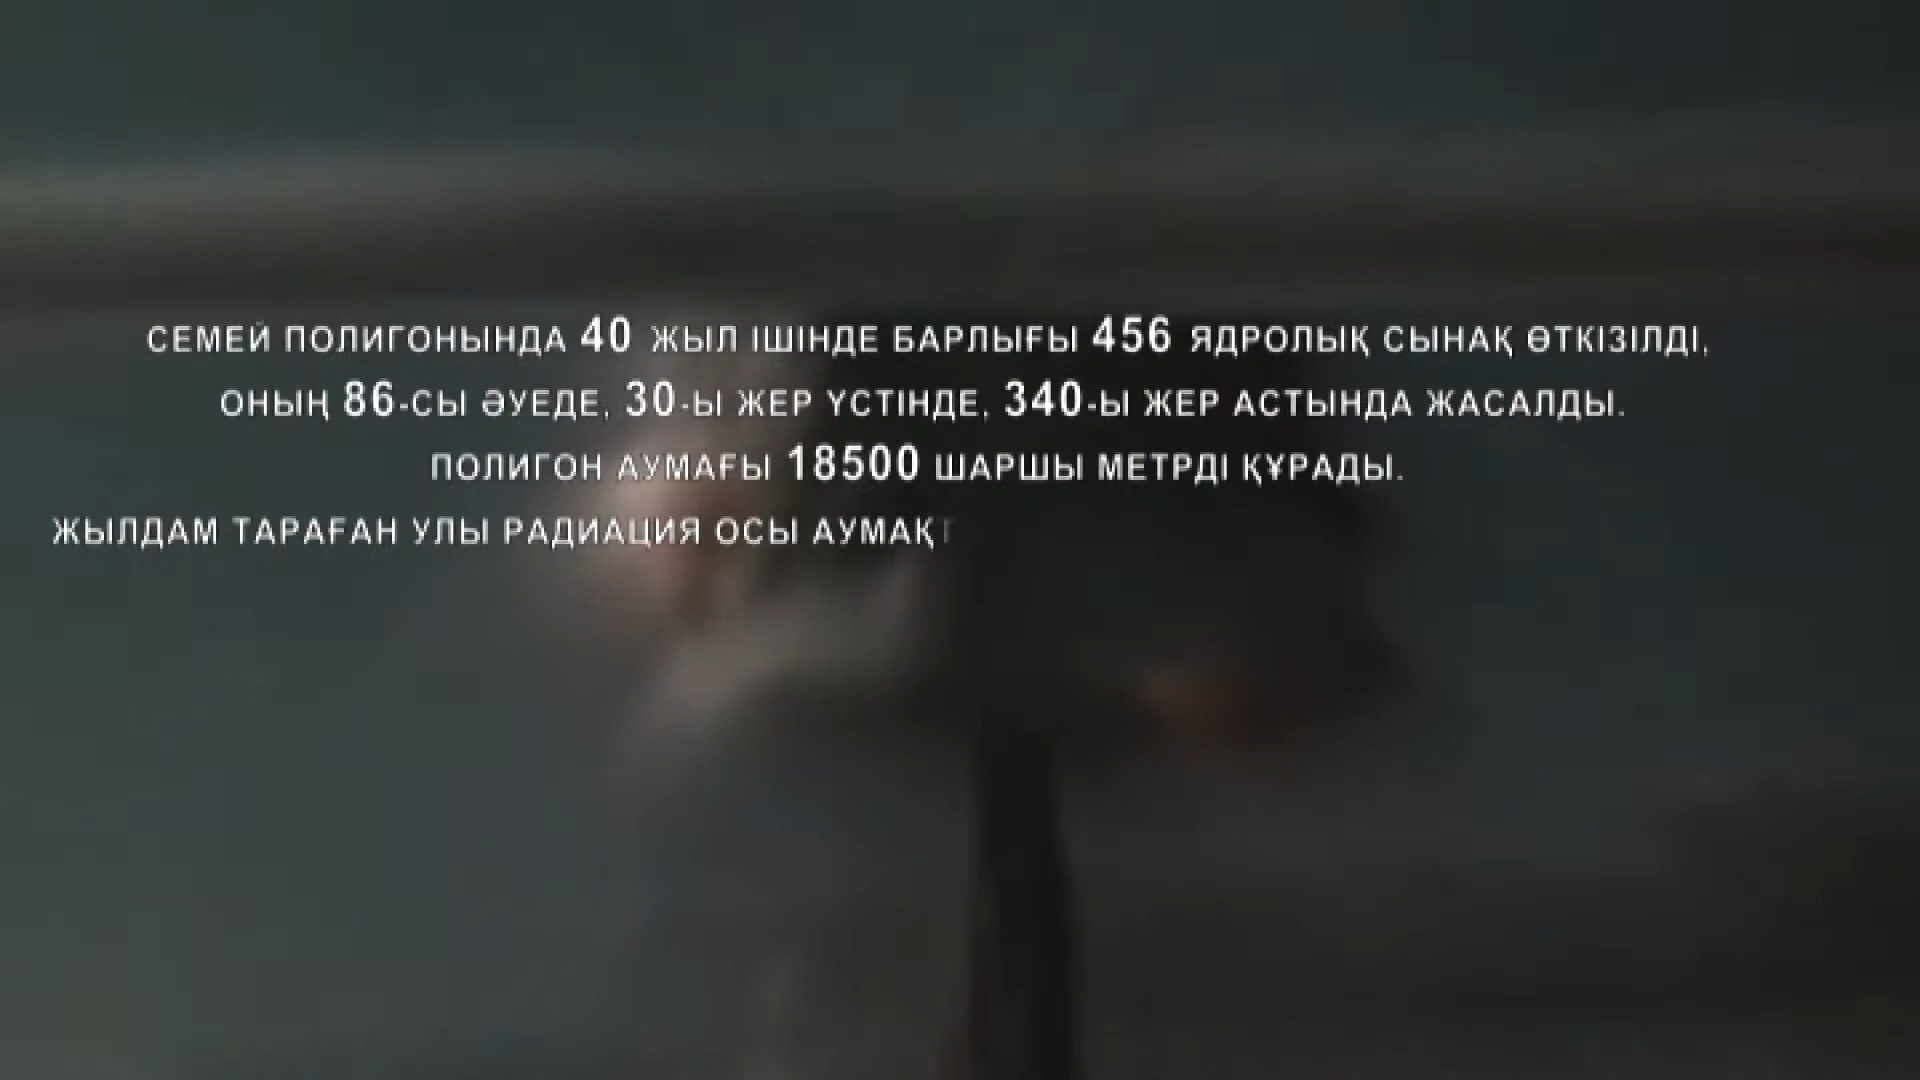 СЕМЕЙ ПОЛИГОНЫНДА 40 ЖЫЛ ІШІНДЕ БАРЛЫҒЫ 456 ЯДРОЛЫҚ СЫНАҚ ӨТКІЗІЛДІ,
ОНЫҢ 86-СЫ ӘУЕДЕ, 30-Ы ЖЕР ҮСТІНДЕ, 340-Ы ЖЕР АСТЫНДА ЖАСАЛДЫ.
ПОЛИГОН АУМАҒЫ 18500 ШАРШЫ МЕТРДІ ҚҰРАДЫ.
ЖЫЛДАМ ТАРАҒАН УЛЫ РАДИАЦИЯ ОСЫ АУМАҚ